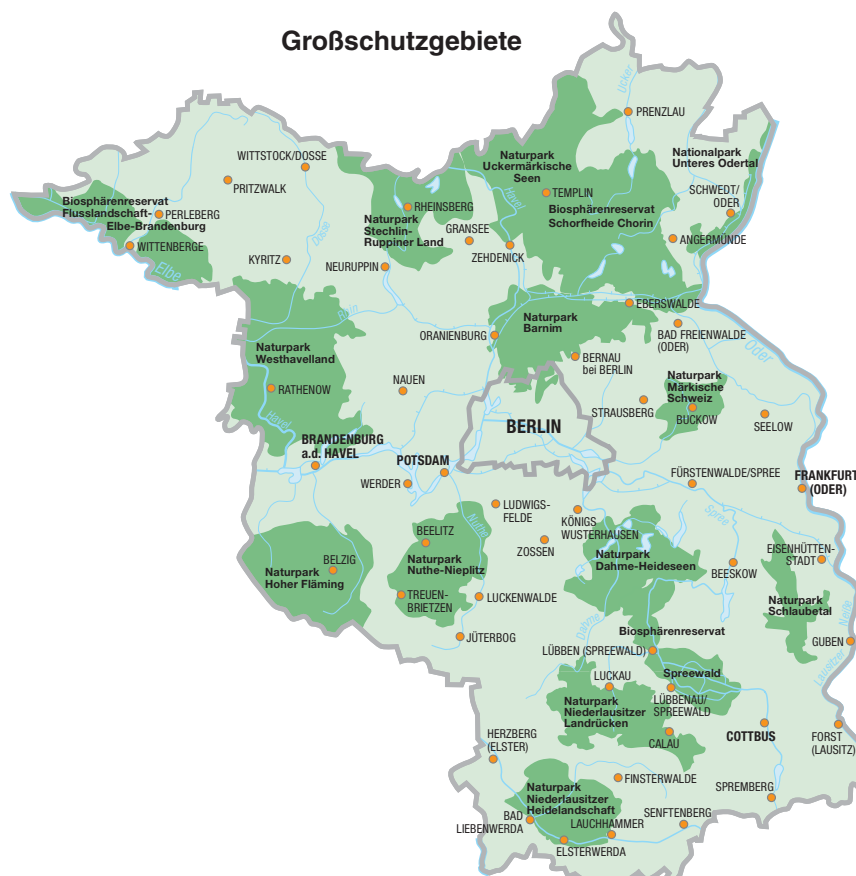 Großschutzgebiete
Ucker
PRENZLAU
WITTSTOCK/DOSSE
PRITZWALK
Naturpark
Uckermärkische
Seen
Nationalpark
Unteres Odertal
Biosphärenreservat
Flusslandschaft-
Elbe-Brandenburg
PERLEBERG
WITTENBERGE
Elbe
KYRITZ
Dosse
RHEINSBERG
Naturpark
Stechlin-
Ruppiner Land
GRANSEE
NEURUPPIN
Havel
TEMPLIN
ZEHDENICK
Biosphärenreservat
Schorfheide Chorin
SCHWEDT/
ODER
ANGERMÜNDE
Rhin
ORANIENBURG
Naturpark
Barnim
EBERSWALDE
BAD FREIENWALDE
(ODER)
Oder
BERNAU
bei BERLIN
Naturpark
Westhavelland
RATHENOW
NAUEN
Havel
Naturpark
Märkische
Schweiz
BUCKOW
STRAUSBERG
SEELOW
BERLIN
BRANDENBURG
a.d. HAVEL
POTSDAM
WERDER
FÜRSTENWALDE/SPREE
FRANKFURT
(ODER)
Nuthe
LUDWIGS-
FELDE
KÖNIGS
WUSTERHAUSEN
ZOSSEN
Spree
BEELITZ
Naturpark
Nuthe-Nieplitz
TREUEN-
BRIETZEN
LUCKENWALDE
JÜTERBOG
BELZIG
Naturpark
Hoher Fläming
Naturpark
Dahme-Heideseen
BEESKOW
EISENHÜTTEN-
STADT
Naturpark
Schlaubetal
Lausitzer Neiße
GUBEN
Dahme
Biosphärenreservat
Spreewald
LÜBBEN (SPREEWALD)
LUCKAU
LÜBBENAU/
SPREEWALD
Naturpark
Niederlausitzer
Landrücken
CALAU
COTTBUS
FORST
(LAUSITZ)
HERZBERG
(ELSTER)
FINSTERWALDE
SPREMBERG
Naturpark
Niederlausitzer
Heidelandschaft
BAD
LIEBENWERDA
LAUCHHAMMER
SENFTENBERG
ELSTERWERDA